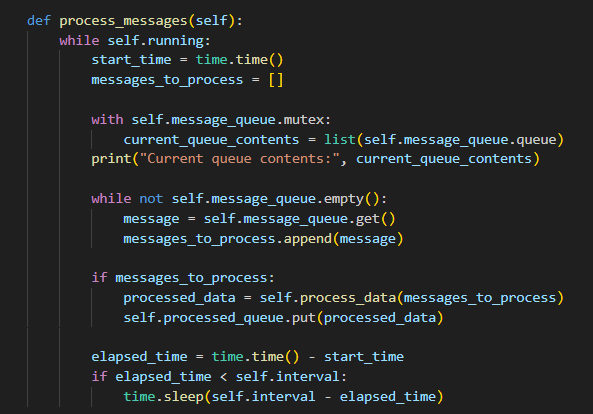 def process_messages(self):
    while self.running:
        start_time = time.time()
        messages_to_process = []

        with self.message_queue.mutex:
            current_queue_contents = list(self.message_queue.queue)
        print("Current queue contents:", current_queue_contents)

        while not self.message_queue.empty():
            message = self.message_queue.get()
            messages_to_process.append(message)

        if messages_to_process:
            processed_data = self.process_data(messages_to_process)
            self.processed_queue.put(processed_data)

        elapsed_time = time.time() - start_time
        if elapsed_time < self.interval:
            time.sleep(self.interval - elapsed_time)